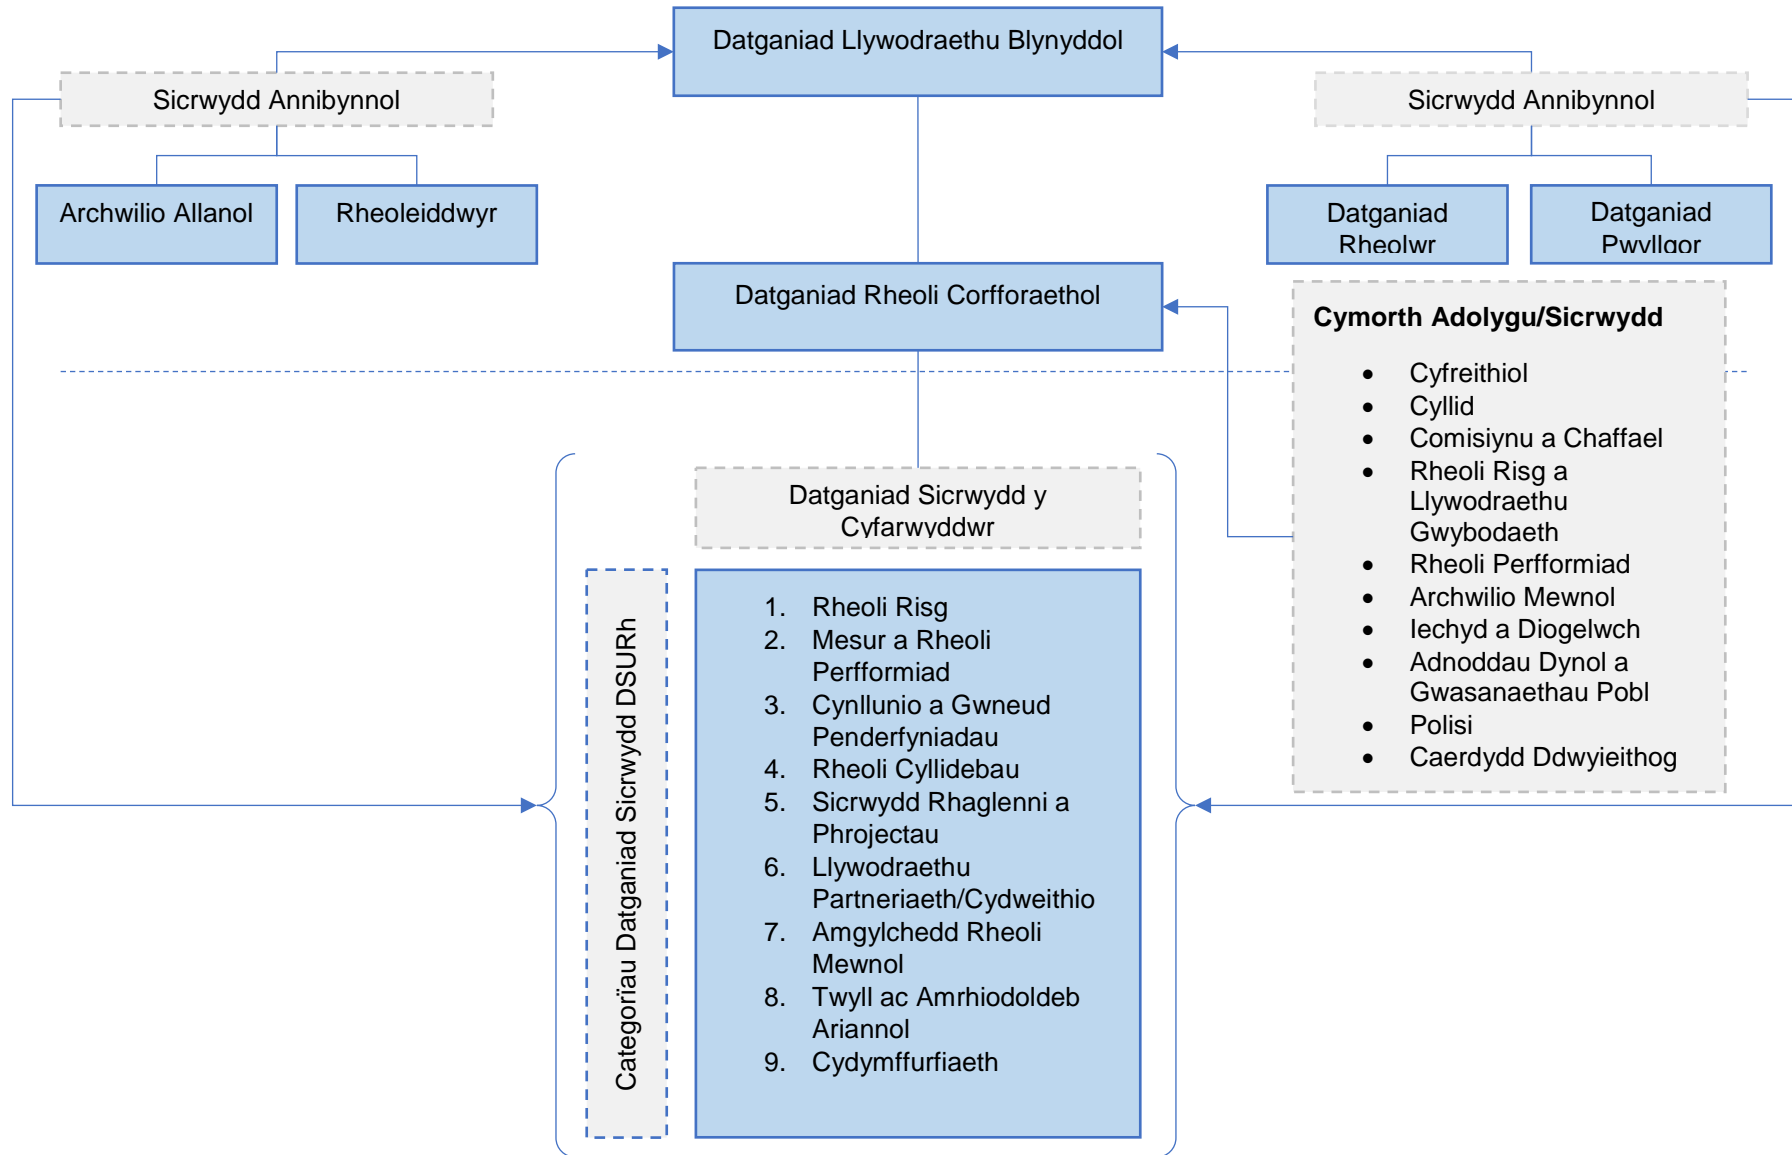 Datganiad Llywodraethu Blynyddol
Sicrwydd Annibynnol
Sicrwydd Annibynnol
Archwilio Allanol
Rheoleiddwyr
Datganiad
Rheolwr
Datganiad
Pwyllgor
Datganiad Rheoli Corfforaethol
Cymorth Adolygu/Sicrwydd
• Cyfreithiol
• Cyllid
• Comisiynu a Chaffael
• Rheoli Risg a
Llywodraethu
Gwybodaeth
• Rheoli Perfformiad
• Archwilio Mewnol
• Iechyd a Diogelwch
• Adnoddau Dynol a
Gwasanaethau Pobl
• Polisi
• Caerdydd Ddwyieithog
Datganiad Sicrwydd y
Cyfarwyddwr
Categorïau Datganiad Sicrwydd DSURh
1. Rheoli Risg
2. Mesur a Rheoli
Perfformiad
3. Cynllunio a Gwneud
Penderfyniadau
4. Rheoli Cyllidebau
5. Sicrwydd Rhaglenni a
Phrojectau
6. Llywodraethu
Partneriaeth/Cydweithio
7. Amgylchedd Rheoli
Mewnol
8. Twyll ac Amrhiodoldeb
Ariannol
9. Cydymffurfiaeth